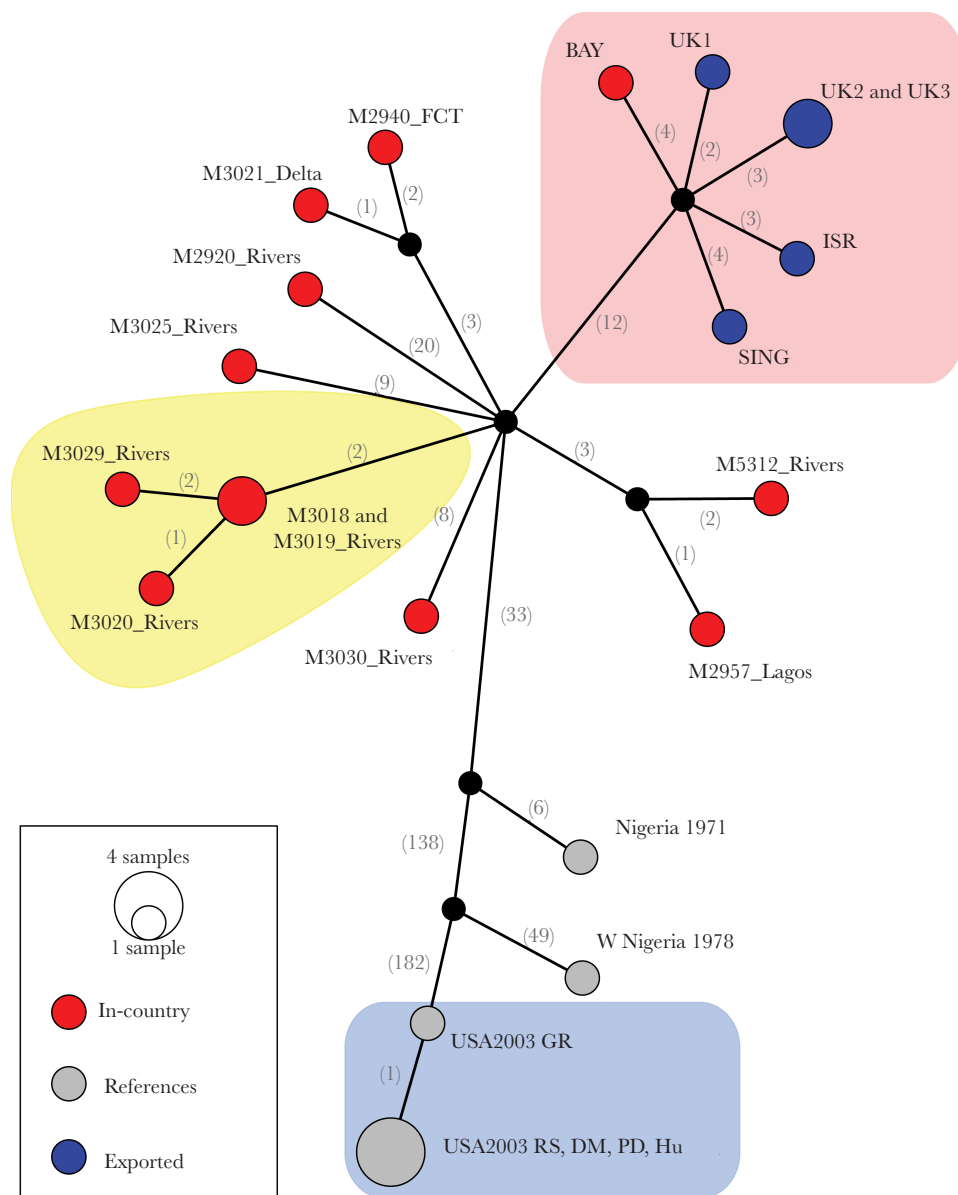 BAY
UK1
UK2 and UK3
(4)
(2)
(3)
(3)
(4)
ISR
SING
(12)
M2940_FCT
M3021_Delta
(2)
(1)
M2920_Rivers
(3)
M3025_Rivers
(20)
(9)
M3029_Rivers
(2)
(2)
M3018 and
M3019_Rivers
(1)
M3020_Rivers
(8)
M3030_Rivers
(3)
M5312_Rivers
(2)
(1)
M2957_Lagos
(33)
(6)
Nigeria 1971
(138)
(49)
W Nigeria 1978
(182)
USA2003 GR
(1)
USA2003 RS, DM, PD, Hu
4 samples
1 sample
In-country
References
Exported